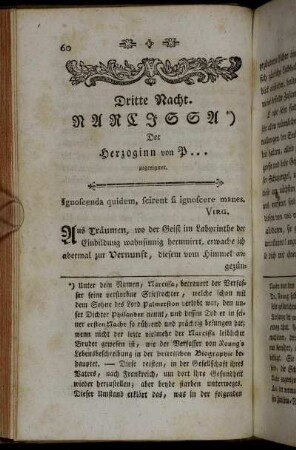 60
Dritte Nacht.
NARCISSA*)
Der
Herzoginn von P...
zugeeignet.
Ignoscenda quidem, scirent si ignoscere manes.
VIRG.
Aus Träumen, wo der Geist im Labyrinthe der
Einbildung wahnsinnig herumirrt, erwache ich
abermal zur Vernunft, diesem vom Himmel an-
gezün-
*) Unter dem Namen, Narcissa, betrauert der Verfas-
ser seine verstorbne Stieftochter, welche schon mit
dem Sohne des Lord Palmerston verlobt war, den un-
ser Dichter Philander nennt, und dessen Tod er in sei-
ner ersten Nacht so rührend und prächtig besungen hat,
wenn nicht der letzte vielmehr der Narcissa leiblicher
Bruder gewesen ist, wie der Verfasser von Young's
Lebensbeschreibung in der brittischen Biographie be-
hauptet. — Diese reisten, in der Gesellschaft ihres
Vaters, nach Frankreich, um dort ihre Gesundheit
wieder herzustellen; aber beyde starben unterweges.
Dieser Umstand erklärt das, was in der folgenden